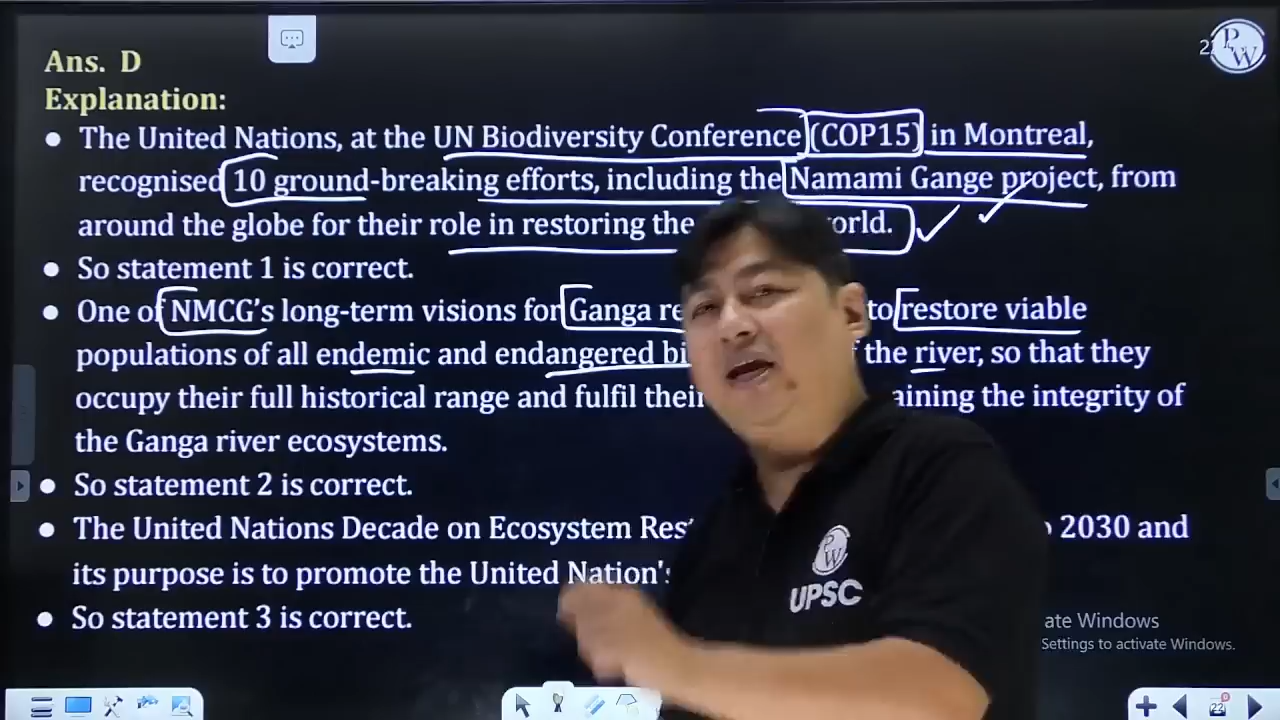 Ans. D
Explanation:
● The United Nations, at the UN Biodiversity Conference (COP15) in Montreal,
recognised 10 ground-breaking efforts, including the Namami Gange project, from
around the globe for their role in restoring the orld.
● So statement 1 is correct.
● One of NMCG's long-term visions for Ganga re to restore viable
populations of all endemic and endangered bi the river, so that they
occupy their full historical range and fulfil their aining the integrity of
the Ganga river ecosystems.
● So statement 2 is correct.
● The United Nations Decade on Ecosystem Res 2030 and
its purpose is to promote the United Nation's
● So statement 3 is correct.
PW
PW
UPSC
ate Windows
Settings to activate Windows.
22